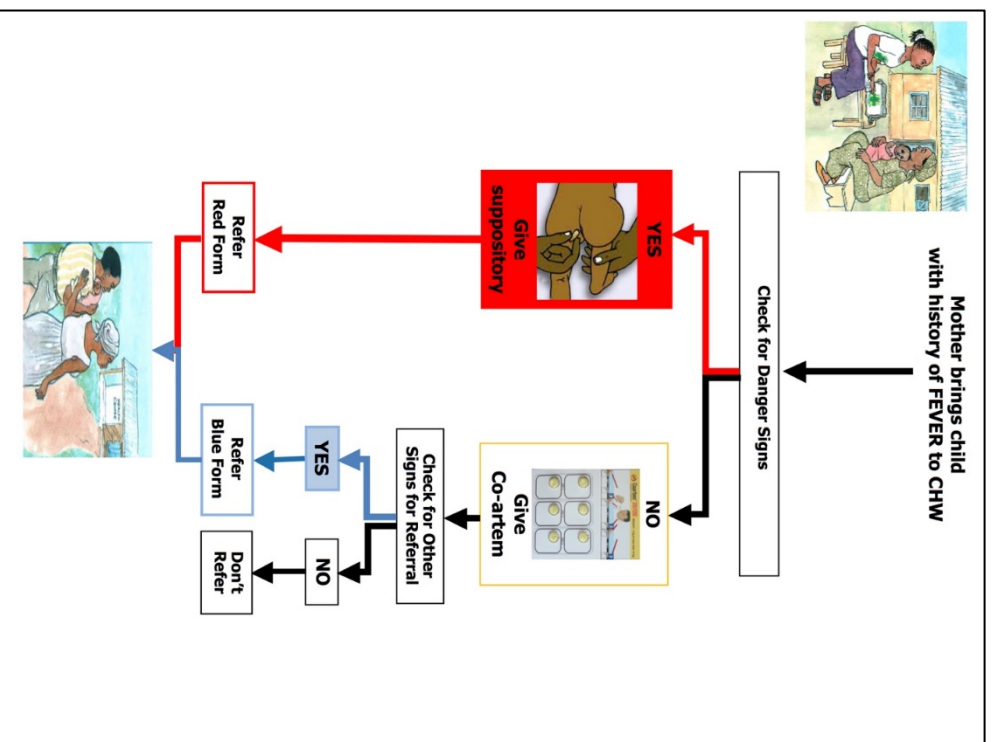 Mother brings child
with history of FEVER to CHW
Check for Danger Signs
YES
Give
suppository
NO
Give
Co-artem
Check for Other
Signs for Referral
YES
NO
Refer
Red Form
Refer
Blue Form
Don't
Refer